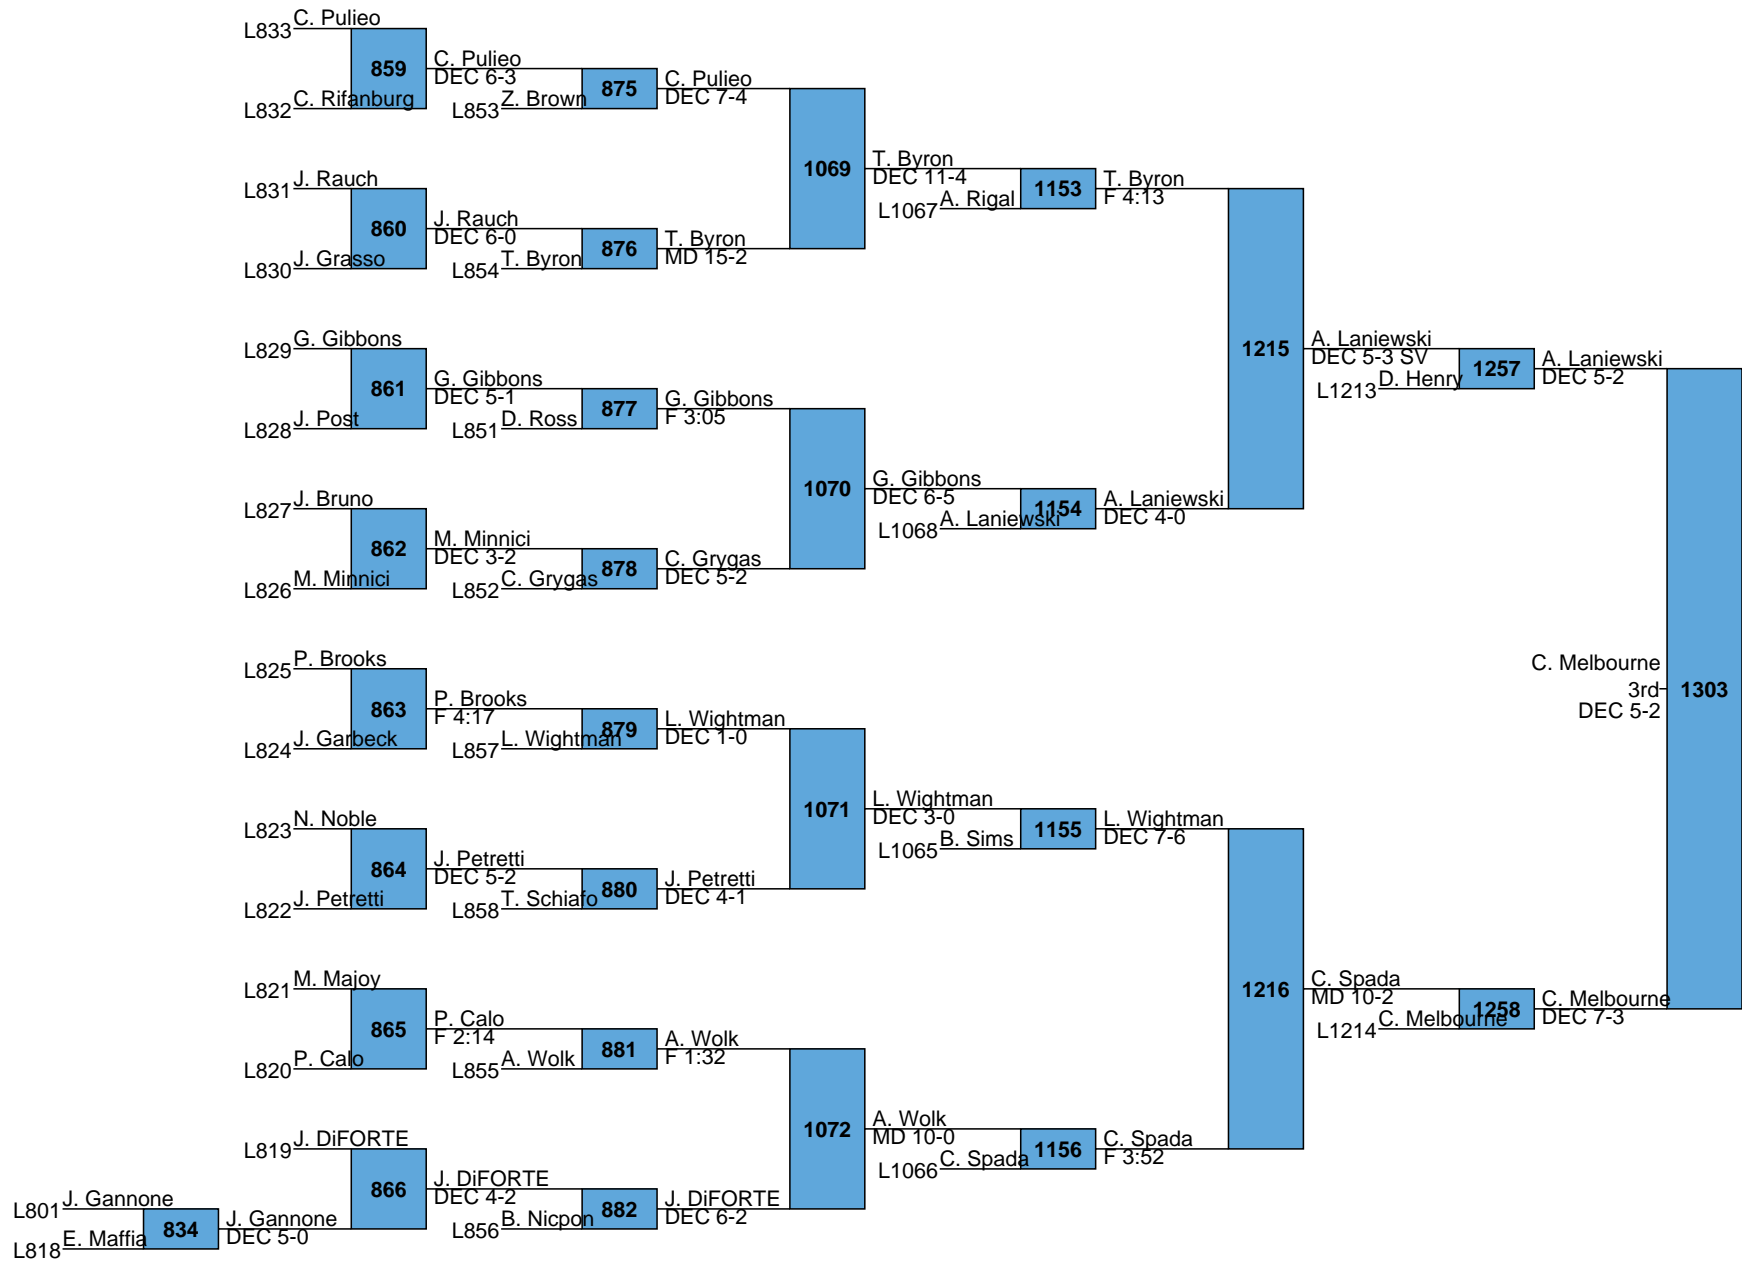 C. Pulieo
L833
859
C. Pulieo
DEC 6-3
C. Rifanburg
L832
875
C. Pulieo
DEC 7-4
Z. Brown
L853
1069
T. Byron
DEC 11-4
J. Rauch
L831
860
J. Rauch
DEC 6-0
J. Grasso
L830
876
T. Byron
MD 15-2
T. Byron
L854
1153
T. Byron
F 4:13
A. Rigal
L1067
G. Gibbons
L829
861
G. Gibbons
DEC 5-1
J. Post
L828
877
G. Gibbons
F 3:05
D. Ross
L851
1070
G. Gibbons
DEC 6-5
J. Bruno
L827
862
M. Minnici
DEC 3-2
M. Minnici
L826
878
C. Grygas
DEC 5-2
C. Grygas
L852
1154
A. Laniewski
DEC 4-0
A. Laniewski
L1068
1215
A. Laniewski
DEC 5-3 SV
1257
A. Laniewski
DEC 5-2
D. Henry
L1213
P. Brooks
L825
863
P. Brooks
F 4:17
J. Garbeck
L824
879
L. Wightman
DEC 1-0
L. Wightman
L857
1071
L. Wightman
DEC 3-0
N. Noble
L823
864
J. Petretti
DEC 5-2
J. Petretti
L822
880
J. Petretti
DEC 4-1
T. Schiafo
L858
1155
L. Wightman
DEC 7-6
B. Sims
L1065
C. Melbourne
3rd
DEC 5-2
1303
M. Majoy
L821
865
P. Calo
F 2:14
P. Calo
L820
881
A. Wolk
F 1:32
A. Wolk
L855
1072
A. Wolk
MD 10-0
J. DiFORTE
L819
866
J. DiFORTE
DEC 4-2
J. Gannone
L801
834
J. Gannone
DEC 5-0
E. Maffia
L818
882
J. DiFORTE
DEC 6-2
B. Nicpon
L856
1156
C. Spada
F 3:52
C. Spada
L1066
1216
C. Spada
MD 10-2
1258
C. Melbourne
DEC 7-3
C. Melbourne
L1214